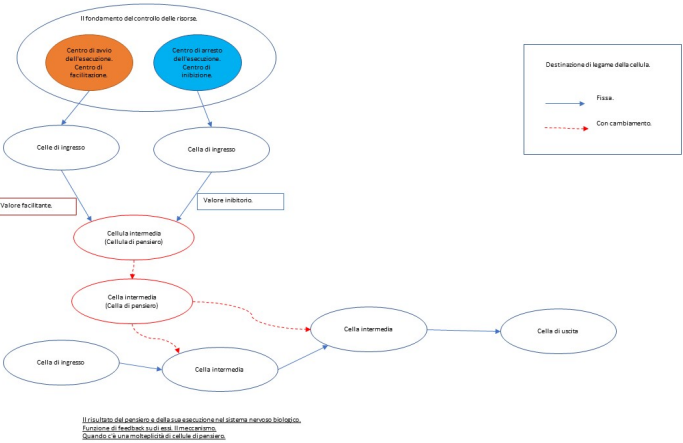 Il fondamento del controllo delle risorse.
Centro di avvio
dell'esecuzione.
Centro di
facilitazione.
Centro di arresto
dell'esecuzione.
Centro di
inibisione.
Destinazione di legame della cellula.
Fissa.
Con cambiamento.
Celle di ingresso
Cella di ingresso
Valore facilitante.
Valore inibitorio.
Cellula intermedia
(Cellula di pensiero)
Cella intermedia
(Cella di pensiero)
Cella intermedia
Cella di uscita
Cella di ingresso
Cella intermedia
Il risultato del pensiero e della sua esecuzione nel sistema nervoso biologico.
Funzione di feedback su di essi. Il meccanismo.
Quando c'è una molteplicità di cellule di pensiero.